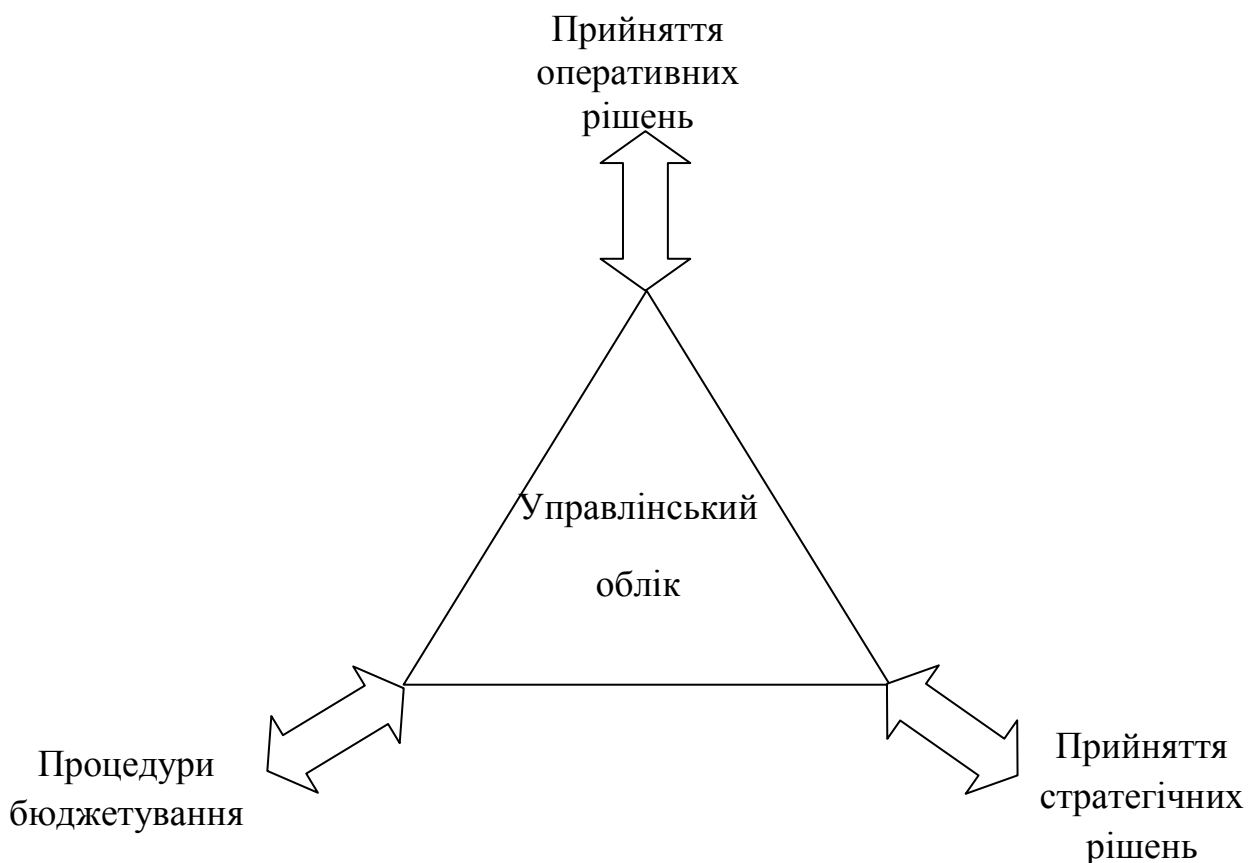 Прийняття
оперативних
рішень
Управлінський
облік
Процедури
бюджетування
Прийняття
стратегічних
рішень